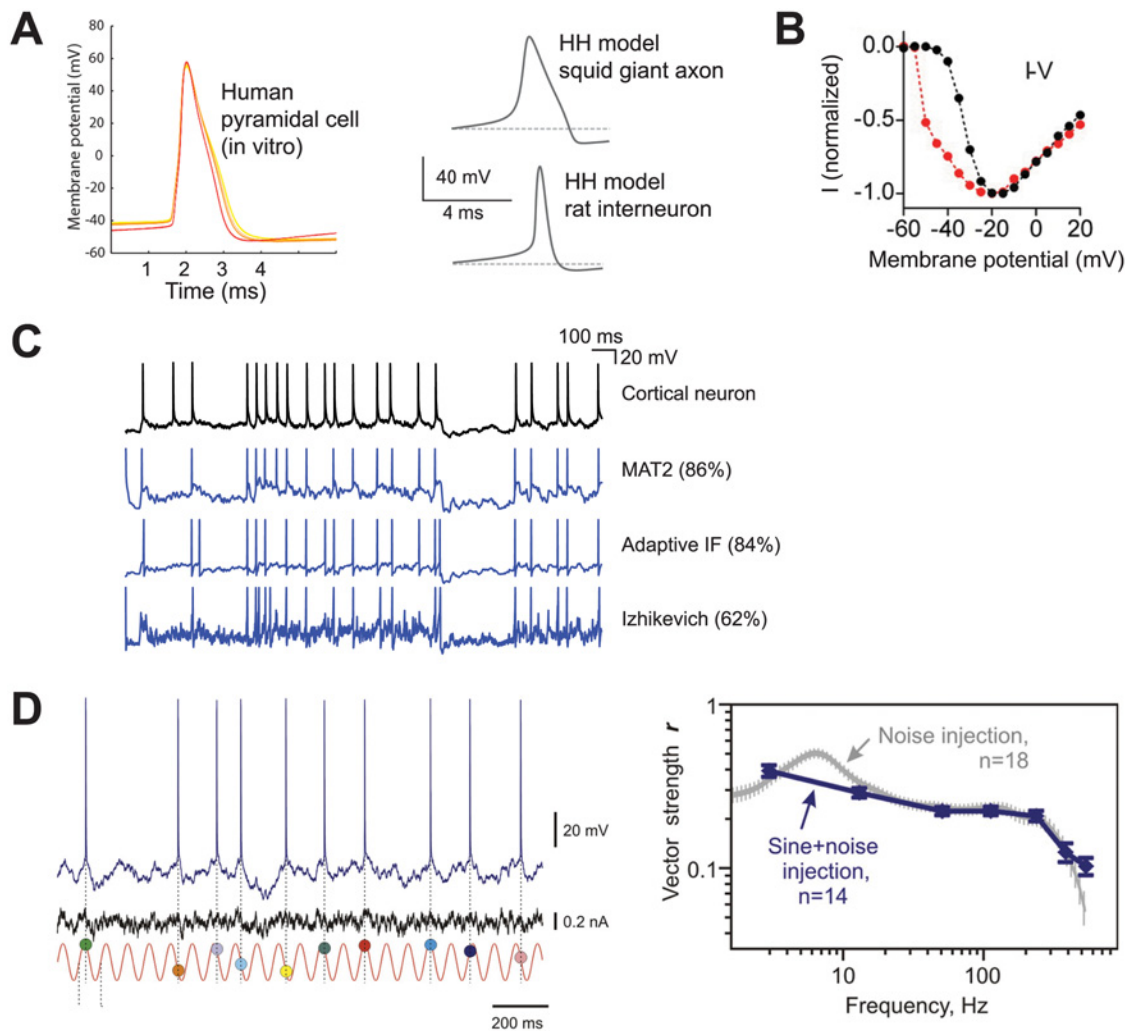 A
80
60
40
20
0
-20
-40
-60
Membrane potential (mV)
1 2 3 4
Time (ms)
Human
pyramidal cell
(in vitro)
HH model
squid giant axon
40 mV
4 ms
HH model
rat interneuron
B
0.0
-0.5
-1.0
I (normalized)
I-V
-60 -40 -20 0 20
Membrane potential (mV)
C
100 ms
20 mV
Cortical neuron
MAT2 (86%)
Adaptive IF (84%)
Izhikevich (62%)
D
20 mV
0.2 nA
200 ms
1
0.1
Vector strength r
Noise injection,
n=18
Sine+noise
injection,
n=14
10 100
Frequency, Hz